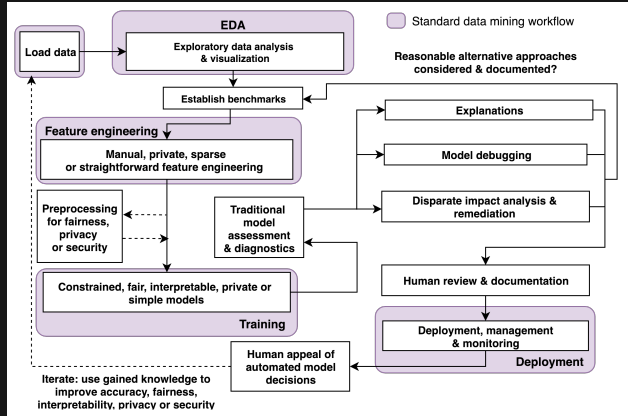 EDA
Standard data mining workflow
Load data
Exploratory data analysis
& visualization
Reasonable alternative approaches
considered & documented?
Establish benchmarks
Explanations
Feature engineering
Manual, private, sparse
or straightforward feature engineering
Model debugging
Preprocessing
for fairness,
privacy
or security
Traditional
model
assessment
& diagnostics
Disparate impact analysis &
remediation
Constrained, fair, interpretable, private or
simple models
Training
Human review & documentation
Deployment, management
& monitoring
Deployment
Human appeal of
automated model
decisions
Iterate: use gained knowledge to
improve accuracy, fairness,
interpretability, privacy or security